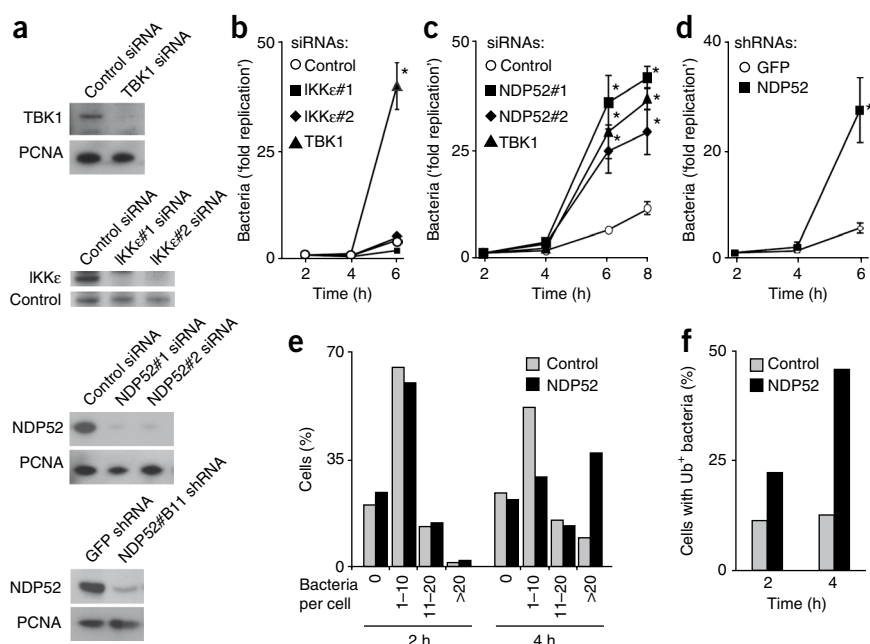 a
Control siRNA
TBK1 siRNA
TBK1
PCNA
Control siRNA
IKKε#1 siRNA
IKKε#2 siRNA
IKKε
Control
Control siRNA
NDP52#1 siRNA
NDP52#2 siRNA
NDP52
PCNA
GFP shRNA
NDP52#B11 shRNA
NDP52
PCNA
b
siRNAs:
Control
IKKε#1
IKKε#2
TBK1
50
25
0
*
Bacteria ('fold replication')
2 4 6
Time (h)
c
siRNAs:
Control
NDP52#1
NDP52#2
TBK1
50
25
0
* *
* *
* *
Bacteria ('fold replication')
2 4 6 8
Time (h)
d
shRNAs:
GFP
NDP52
50
40
20
0
*
Bacteria ('fold replication')
2 4 6
Time (h)
e
Control
NDP52
70
35
0
Cells (%)
Bacteria
per cell
0 1–10 11–20 >20 0 1–10 11–20 >20
2 h 4 h
f
Control
NDP52
50
25
0
Cells with Ub+ bacteria (%)
2 4
Time (h)